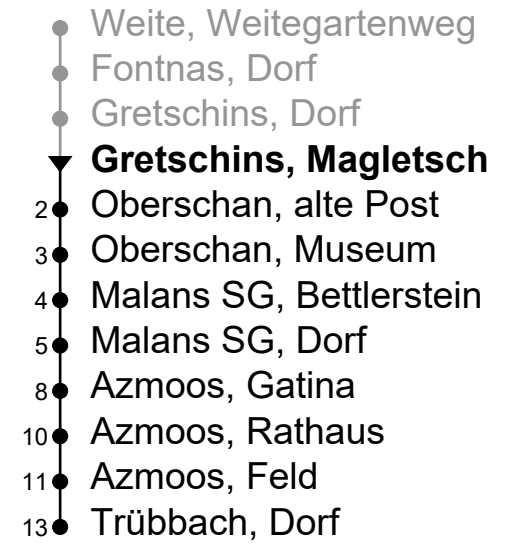 Weite, Weitegartenweg
Fontnas, Dorf
Gretschins, Dorf
Gretschins, Magletsch
2 Oberschan, alte Post
3 Oberschan, Museum
4 Malans SG, Bettlerstein
5 Malans SG, Dorf
8 Azmoos, Gatina
10 Azmoos, Rathaus
11 Azmoos, Feld
13 Trübbach, Dorf